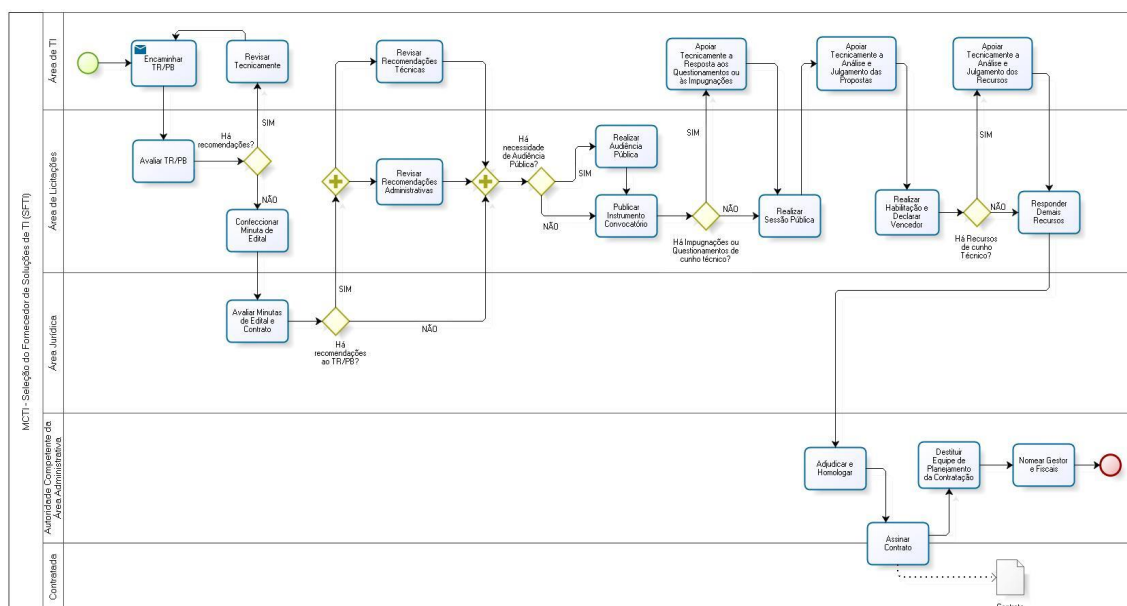 MCTI - Seleção do Fornecedor de Soluções de TI (SFTI)
Área de TI
Encaminhar
TR/PB
Revisar
Tecnicamente
Revisar
Recomendações
Técnicas
Apoiar
Tecnicamente a
Resposta aos
Questionamentos ou
às Impugnações
Apoiar
Tecnicamente a
Análise e
Julgamento das
Propostas
Apoiar
Tecnicamente a
Análise e
Julgamento dos
Recursos
Área de Licitações
Avaliar TR/PB
Há
recomendações?
SIM
NÃO
Confeccionar
Minuta de
Edital
Revisar
Recomendações
Administrativas
Há
necessidade
de Audiência
Pública?
SIM
NÃO
Realizar
Audiência
Pública
Publicar
Instrumento
Convocatório
SIM
NÃO
Há Impugnações ou
Questionamentos de
cunho técnico?
Realizar
Sessão Pública
Realizar
Habilitação e
Declarar
Vencedor
SIM
NÃO
Há Recursos
de cunho
Técnico?
Responder
Demais
Recursos
Área Jurídica
Avaliar Minutas
de Edital e
Contrato
SIM
NÃO
Há
recomendações
ao TR/PB?
Autoridade Competente da
Área Administrativa
Adjudicar e
Homologar
Destituir
Equipe de
Planejamento
da Contratação
Nomear Gestor
e Fiscais
Assinar
Contrato
Contratada